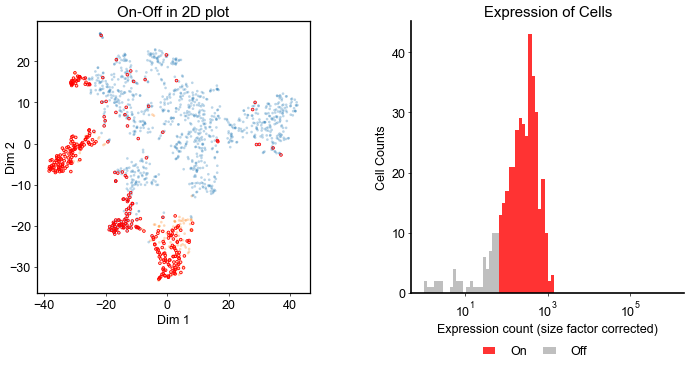 On-Off in 2D plot
Expression of Cells
20
10
0
−10
−20
−30
Dim 2
−40
−20
0
20
40
Dim 1
40
30
20
10
0
Cell Counts
10^1
10^3
10^5
Expression count (size factor corrected)
On
Off